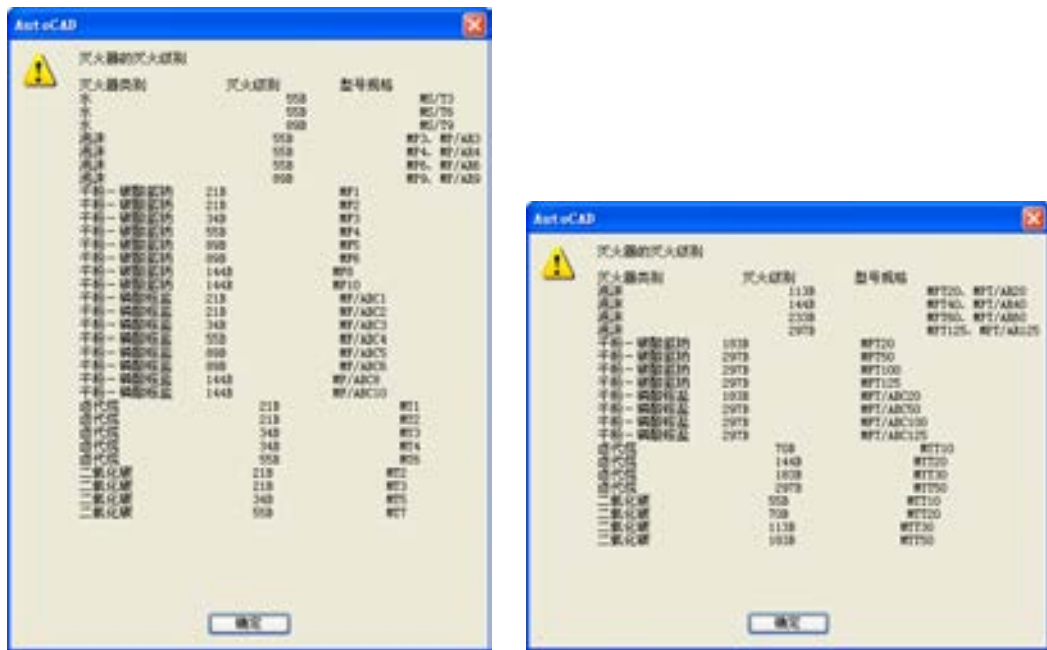 AutoCAD
灭火器的灭火级别
灭火器类别 灭火级别 型号规格
水 55B MS/T3
水 55B MS/T6
水 89B MS/T9
泡沫 55B MP3、MP/AR3
泡沫 55B MP4、MP/AR4
泡沫 55B MP6、MP/AR6
泡沫 89B MP9、MP/AR9
干粉-碳酸氢钠 21B MF1
干粉-碳酸氢钠 21B MF2
干粉-碳酸氢钠 34B MF3
干粉-碳酸氢钠 55B MF4
干粉-碳酸氢钠 89B MF5
干粉-碳酸氢钠 89B MF6
干粉-碳酸氢钠 144B MF8
干粉-碳酸氢钠 144B MF10
干粉-磷酸铵盐 21B MF/ABC1
干粉-磷酸铵盐 21B MF/ABC2
干粉-磷酸铵盐 34B MF/ABC3
干粉-磷酸铵盐 55B MF/ABC4
干粉-磷酸铵盐 89B MF/ABC5
干粉-磷酸铵盐 89B MF/ABC6
干粉-磷酸铵盐 144B MF/ABC8
干粉-磷酸铵盐 144B MF/ABC10
卤代烷 21B MY1
卤代烷 21B MY2
卤代烷 34B MY3
卤代烷 34B MY4
卤代烷 55B MY6
二氧化碳 21B MT2
二氧化碳 21B MT3
二氧化碳 34B MT5
二氧化碳 55B MT7
确定
AutoCAD
灭火器的灭火级别
灭火器类别 灭火级别 型号规格
泡沫 113B MPT20、MPT/AR20
泡沫 144B MPT40、MPT/AR40
泡沫 233B MPT60、MPT/AR60
泡沫 297B MPT125、MPT/AR125
干粉-碳酸氢钠 183B MFT20
干粉-碳酸氢钠 297B MFT50
干粉-碳酸氢钠 297B MFT100
干粉-碳酸氢钠 297B MFT125
干粉-磷酸铵盐 183B MFT/ABC20
干粉-磷酸铵盐 297B MFT/ABC50
干粉-磷酸铵盐 297B MFT/ABC100
干粉-磷酸铵盐 297B MFT/ABC125
卤代烷 70B MYT10
卤代烷 144B MYT20
卤代烷 183B MYT30
卤代烷 297B MYT50
二氧化碳 55B MTT10
二氧化碳 70B MTT20
二氧化碳 113B MTT30
二氧化碳 183B MTT50
确定